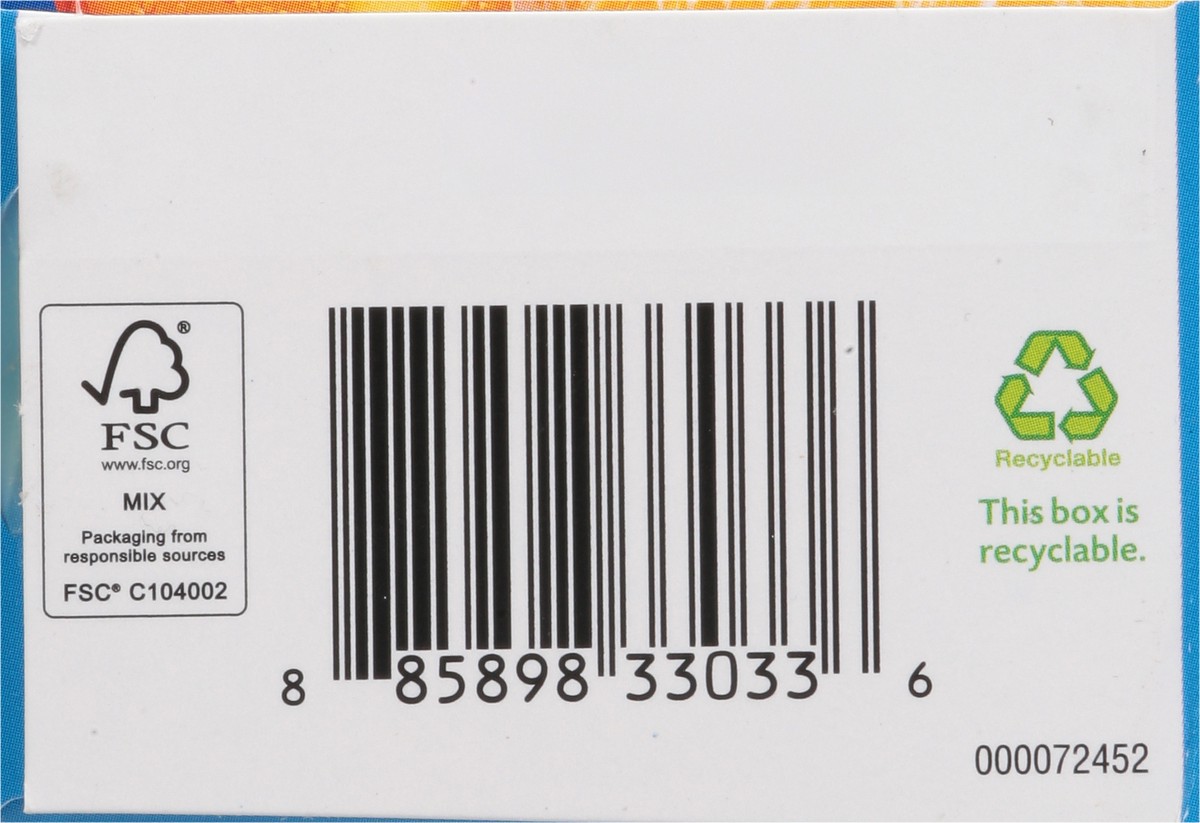 ®
FSC
www.fsc.org
MIX
Packaging from
responsible sources
FSC® C104002
8 85898 33033 6
Recyclable
This box is
recyclable.
000072452